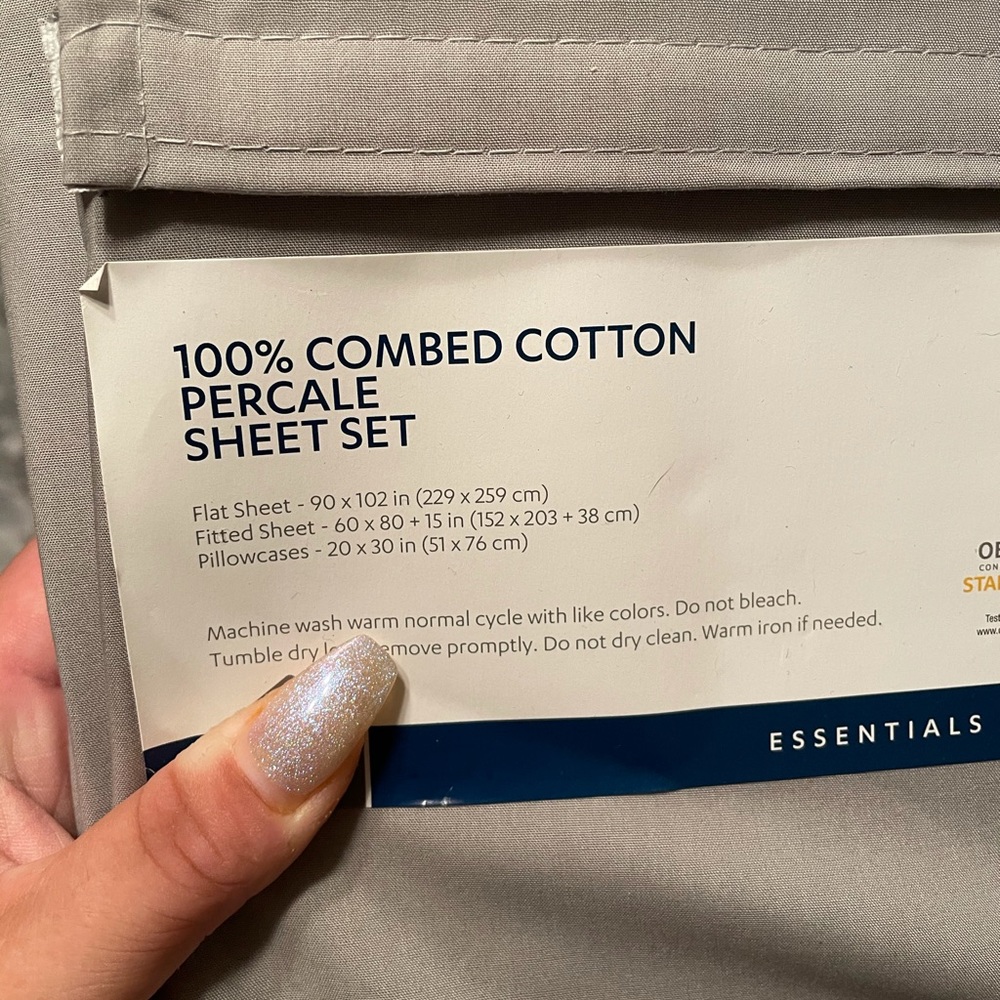 100% COMBED COTTON
PERCALE
SHEET SET
Flat Sheet - 90 x 102 in (229 x 259 cm)
Fitted Sheet - 60 x 80 + 15 in (152 x 203 + 38 cm)
Pillowcases - 20 x 30 in (51 x 76 cm)
Machine wash warm normal cycle with like colors. Do not bleach.
Tumble dry promptly. Do not dry clean. Warm iron if needed.
ESSENTIALS